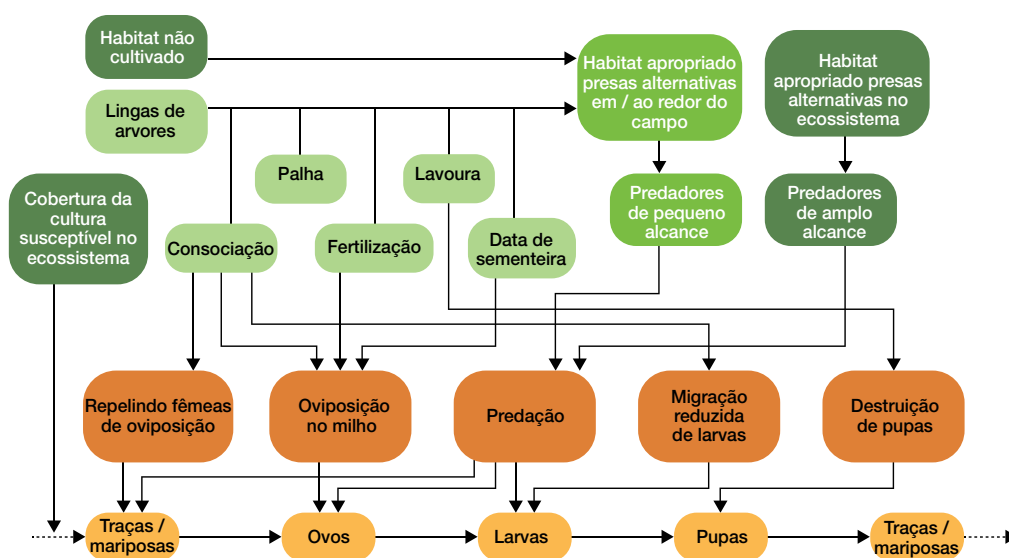 Habitat não
cultivado
Lingas de
arvores
Habitat apropriado
presas alternativas
em / ao redor do
campo
Habitat
apropriado presas
alternativas no
ecossistema
Cobertura da
cultura
susceptível no
ecossistema
Palha
Lavoura
Predadores
de pequeno
alcance
Predadores
de amplo
alcance
Consociação
Fertilização
Data de
sementeira
Repelindo fêmeas
de oviposição
Oviposição
no milho
Predação
Migração
reduzida
de larvas
Destruição
de pupas
Traças /
mariposas
Ovos
Larvas
Pupas
Traças /
mariposas